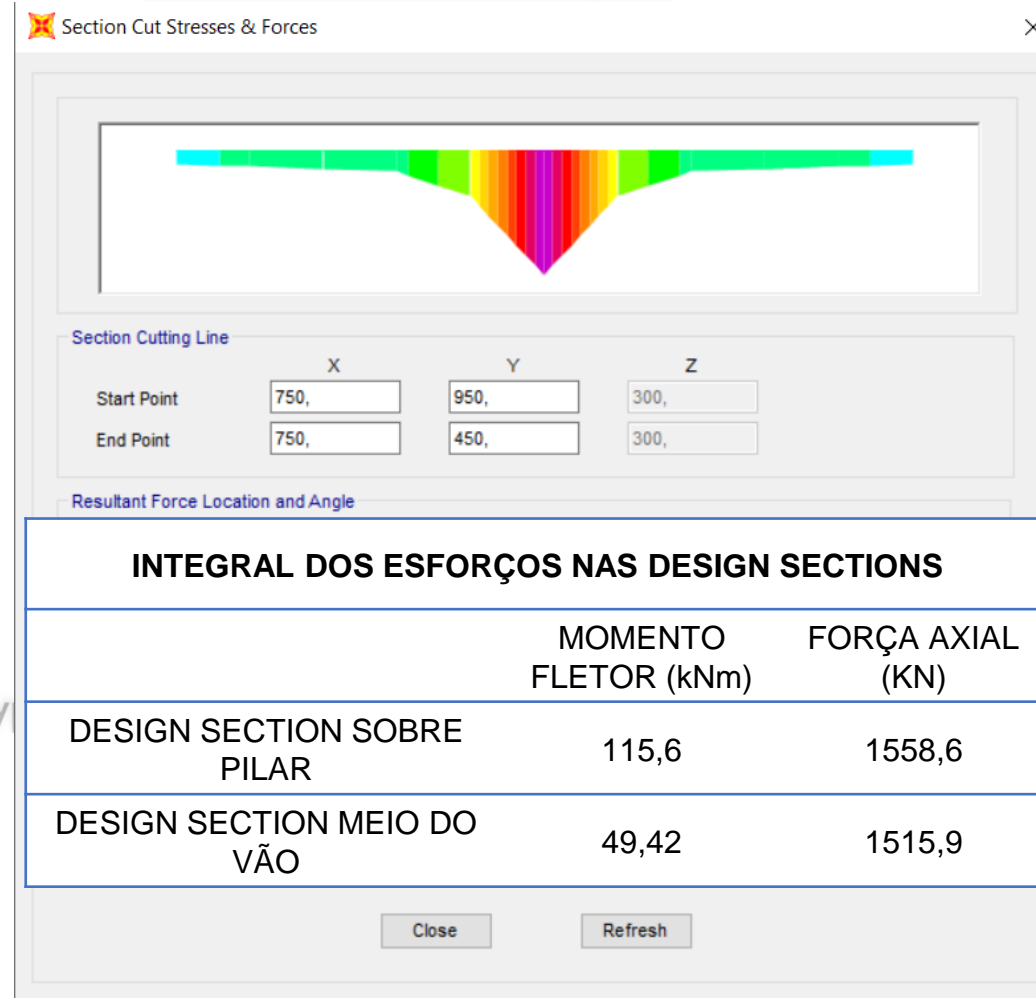 Section Cut Stresses & Forces
Section Cutting Line
X Y Z
Start Point 750, 950, 300,
End Point 750, 450, 300,
Resultant Force Location and Angle
INTEGRAL DOS ESFORÇOS NAS DESIGN SECTIONS
MOMENTO
FLETOR (kNm)
FORÇA AXIAL
(KN)
DESIGN SECTION SOBRE
PILAR
115,6
1558,6
DESIGN SECTION MEIO DO
VÃO
49,42
1515,9
Close Refresh